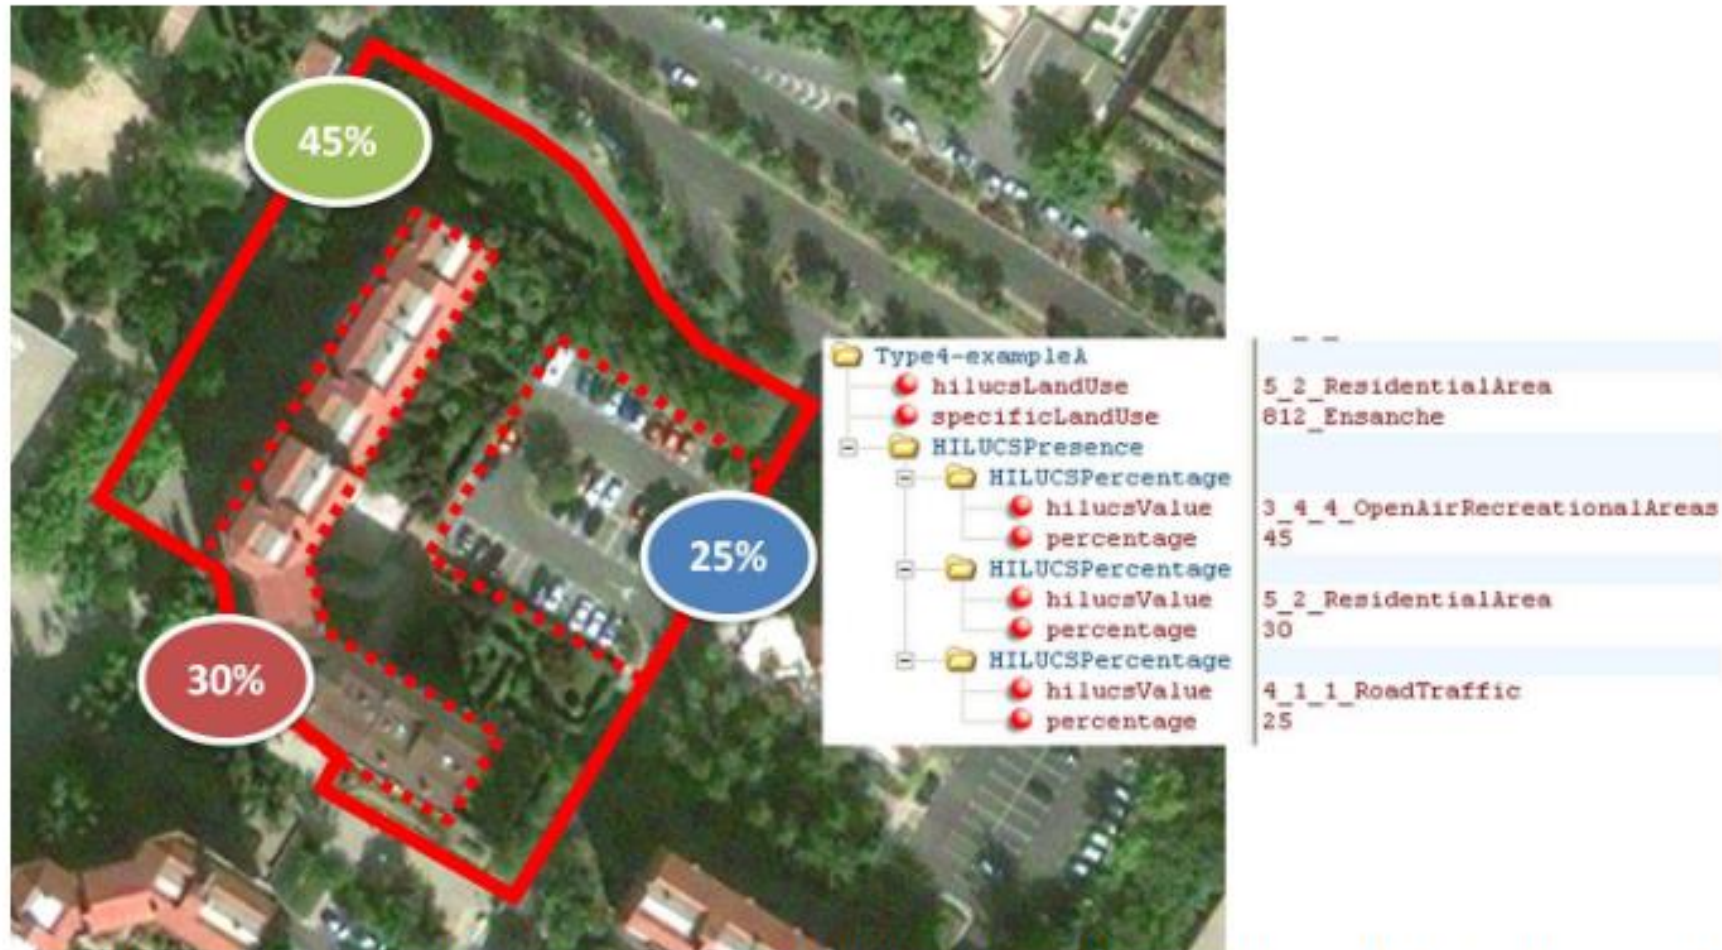 45%
25%
30%
Type4-exampleA
hilucsLandUse 5_2_ResidentialArea
specificLandUse 812_Ensanche
HILUCSPresence
HILUCSPercentage
hilucsValue 3_4_4_OpenAirRecreationalAreas
percentage 45
HILUCSPercentage
hilucsValue 5_2_ResidentialArea
percentage 30
HILUCSPercentage
hilucsValue 4_1_1_RoadTraffic
percentage 25